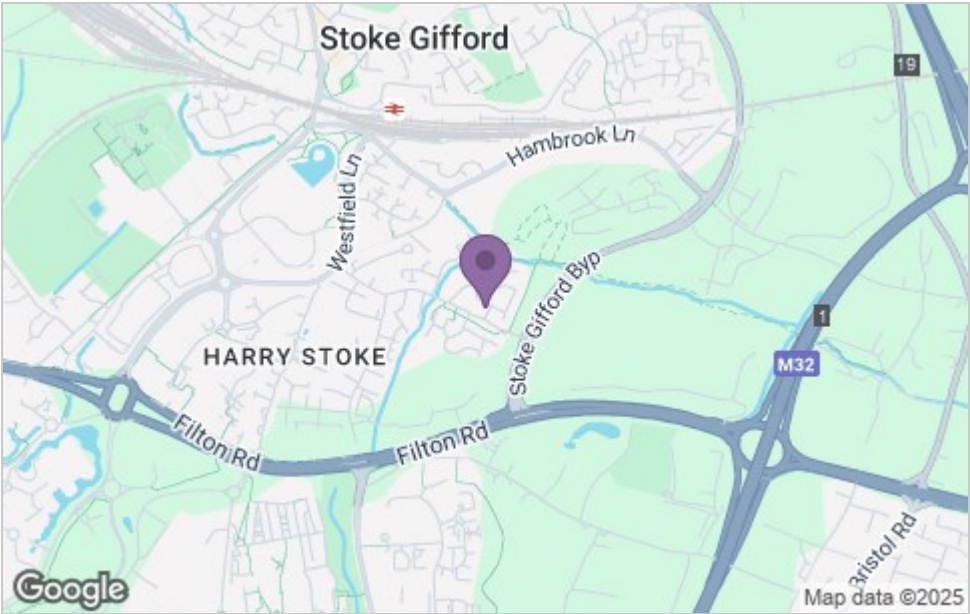 Stoke Gifford
19
Hambrook Ln
Westfield Ln
Stoke Gifford Byp
1
HARRY STOKE
M32
Filton Rd
Filton Rd
Bristol Rd
Google
Map data ©2025